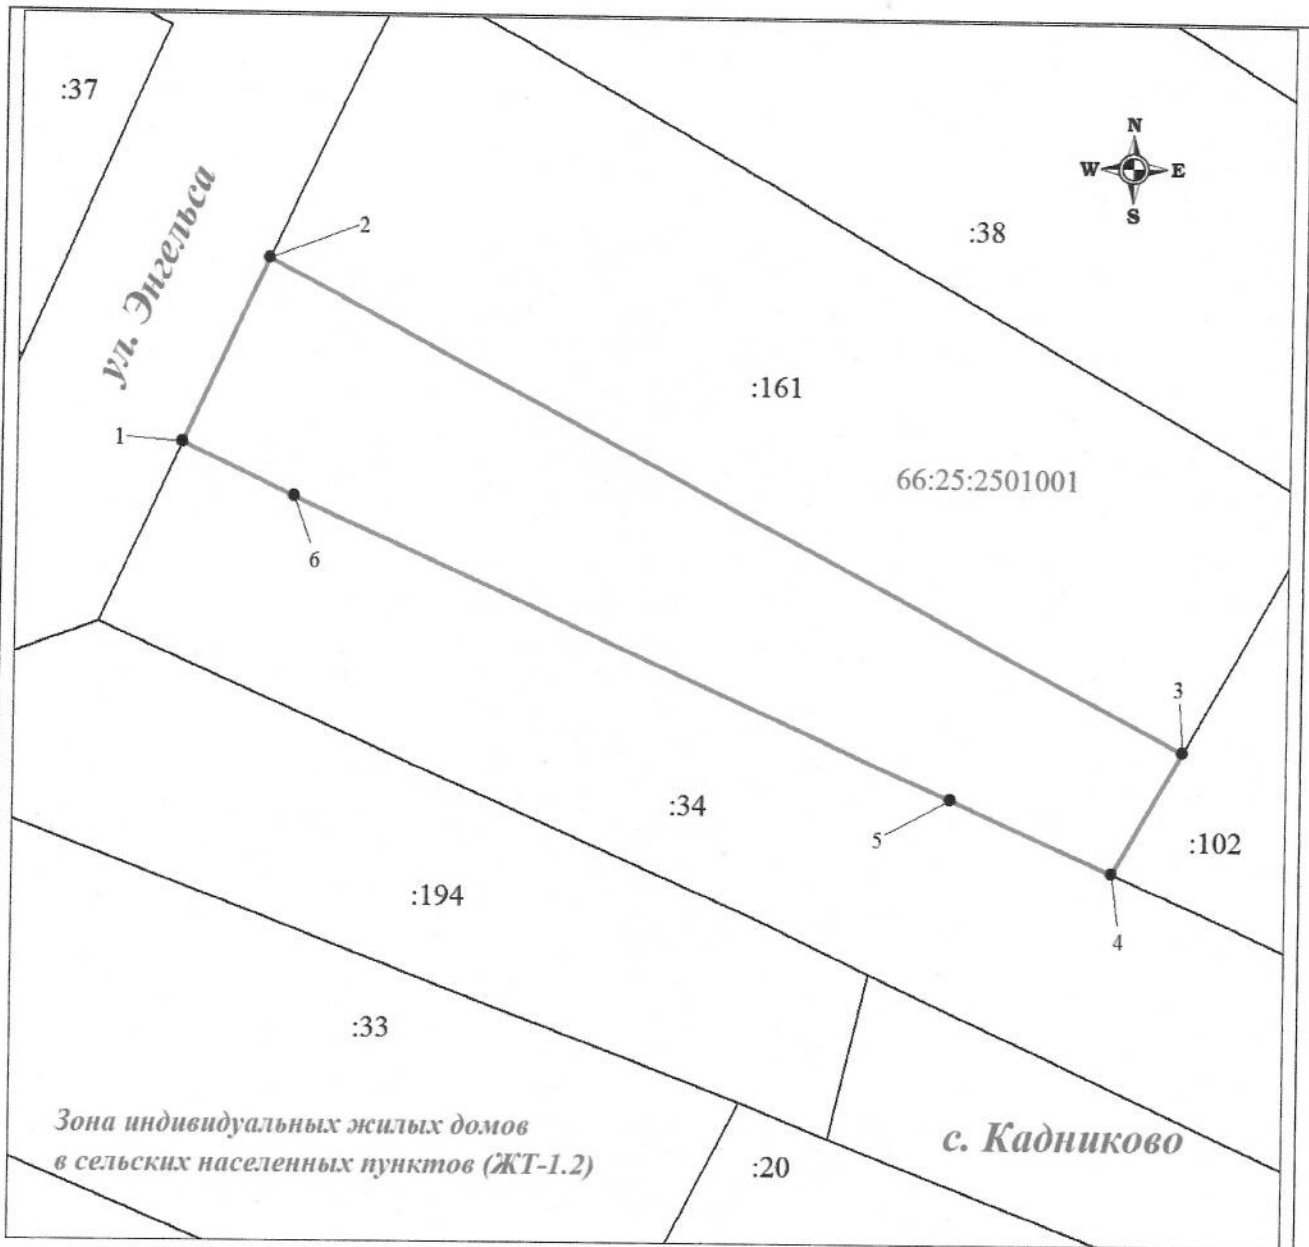 :37
N
W E
S
ул. Энгельса
2
:38
:161
1
66:25:2501001
6
3
:34
5
:102
:194
4
:33
Зона индивидуальных жилых домов
в сельских населенных пунктов (ЖТ-1.2)
с. Кадниково
:20